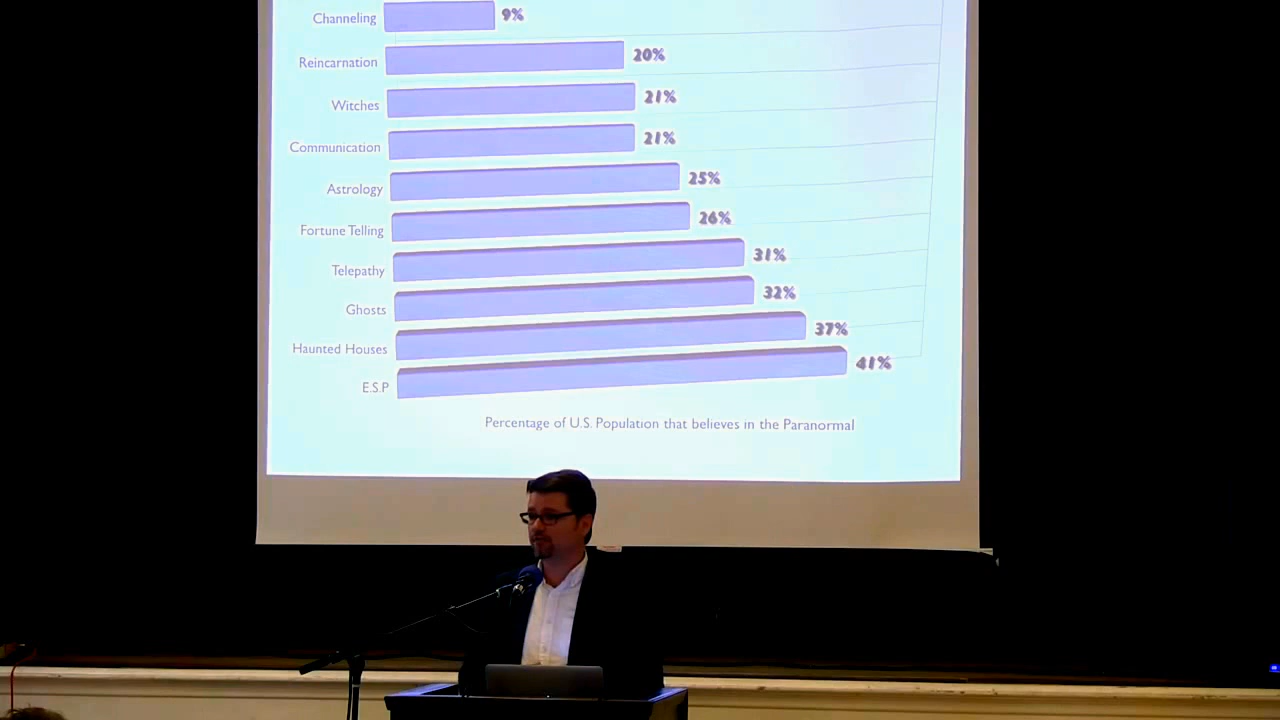 Channeling 9%
Reincarnation 20%
Witches 21%
Communication 21%
Astrology 25%
Fortune Telling 26%
Telepathy 31%
Ghosts 32%
Haunted Houses 37%
E.S.P 41%
Percentage of U.S. Population that believes in the Paranormal